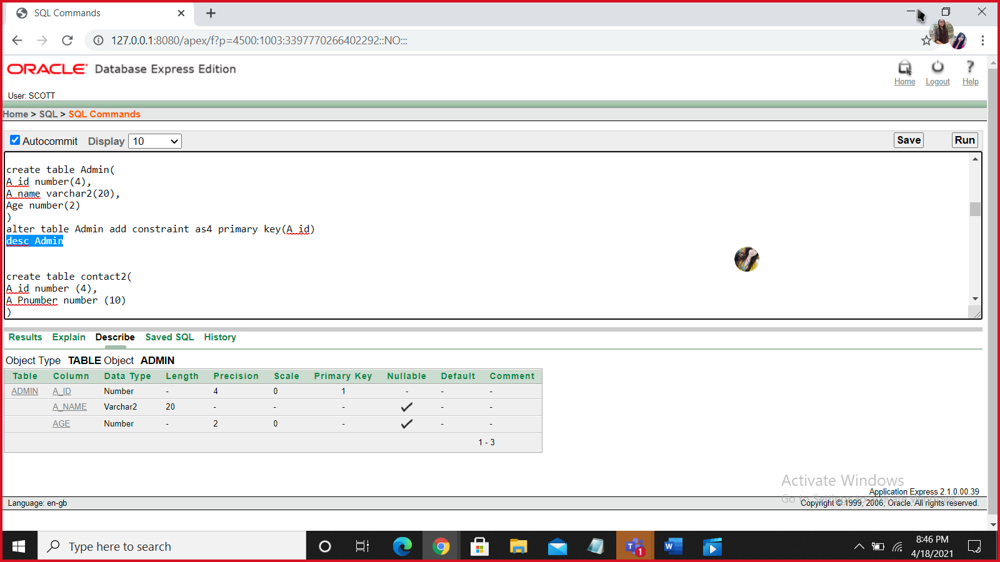 SQL Commands
127.0.0.1:8080/apex/f?p=4500:1003:3397770266402292::NO:::
ORACLE Database Express Edition
Home Logout Help
User: SCOTT
Home > SQL > SQL Commands
Autocommit Display 10 Save Run
create table Admin(
A_id number(4),
A_name varchar2(20),
Age number(2)
)
alter table Admin add constraint as4 primary key(A_id)
desc Admin
create table contact2(
A_id number (4),
A_Pnumber number (10)
)
Results Explain Describe Saved SQL History
Object Type TABLE Object ADMIN
Table Column Data Type Length Precision Scale Primary Key Nullable Default Comment
ADMIN A_ID Number - 4 0 1 - - -
A_NAME Varchar2 20 - - - - -
AGE Number - 2 0 - - -
1 - 3
Activate Windows
Application Express 2.1.0.00.39
Go to Settings to activate Windows.
Language: en-gb Copyright © 1999, 2006, Oracle. All rights reserved.
Type here to search
1
W
8:46 PM
4/18/2021